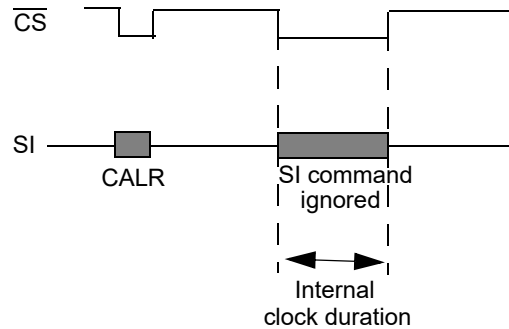 CS
SI
CALR
SI command
ignored
Internal
clock duration